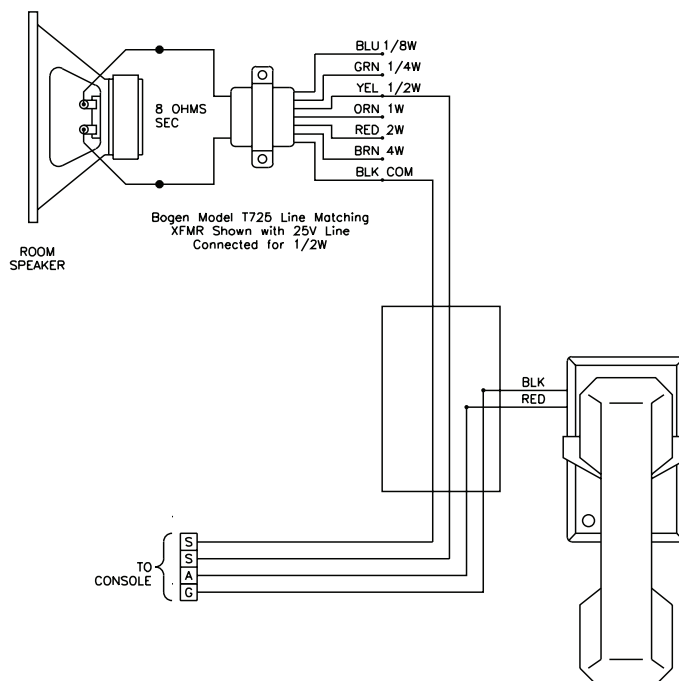 BLU 1/8W
GRN 1/4W
YEL 1/2W
ORN 1W
RED 2W
BRN 4W
BLK COM
8 OHMS
SEC
Bogen Model T725 Line Matching
XFMR Shown with 25V Line
Connected for 1/2W
ROOM
SPEAKER
BLK
RED
TO
CONSOLE
S
S
A
G